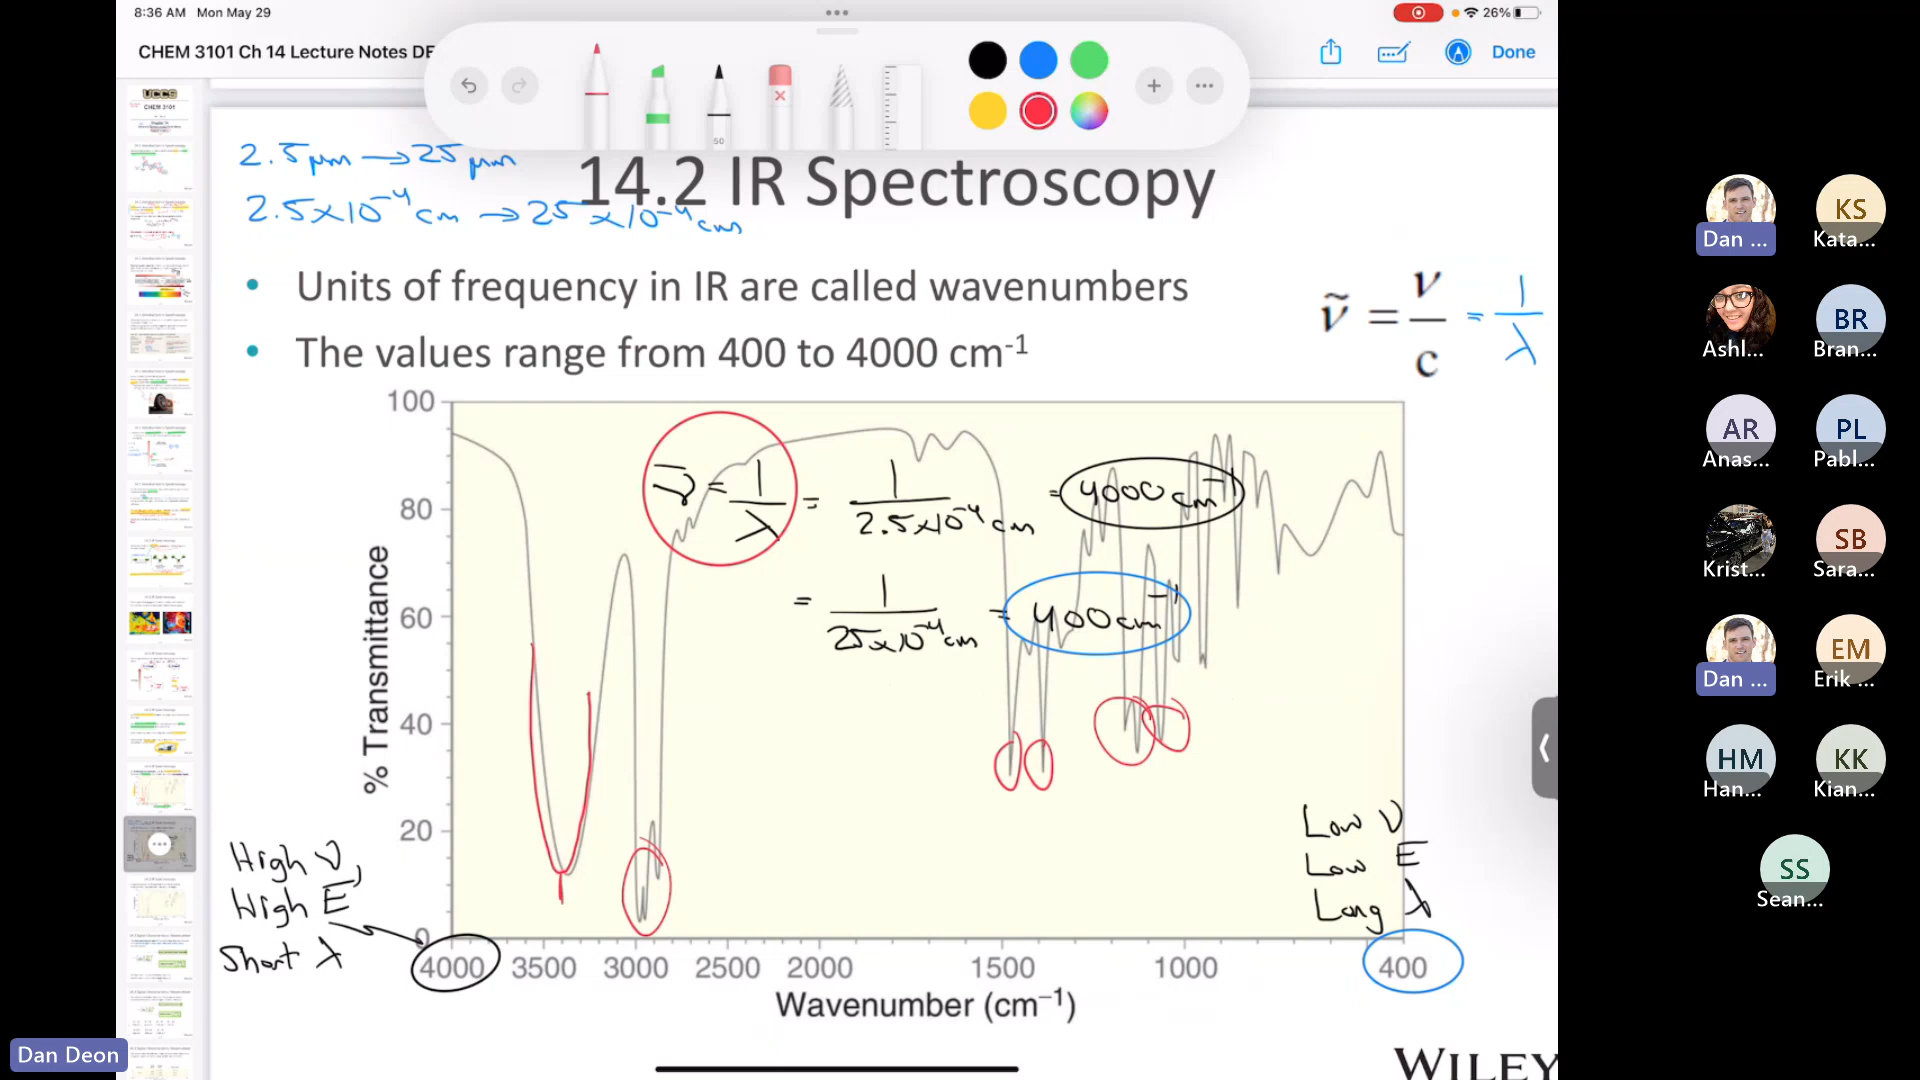 8:36 AM Mon May 29
26%
CHEM 3101 Ch 14 Lecture Notes DE
50
Done
UCCS
CHEM 3101
2.5 μm → 25 μm
2.5x10⁻⁴ cm → 25x10⁻⁴ cm
14.2 IR Spectroscopy
• Units of frequency in IR are called wavenumbers
• The values range from 400 to 4000 cm⁻¹
ṽ = ν/c = 1/λ
100
80
60
40
20
0
% Transmittance
ν̄ = 1/λ = 1/2.5x10⁻⁴ cm = 4000 cm⁻¹
= 1/25x10⁻⁴ cm = 400 cm⁻¹
High ν,
High E
Short λ
Low ν
Low E
Long λ
4000 3500 3000 2500 2000 1500 1000 400
Wavenumber (cm⁻¹)
WILEY
Dan ...
KS
Kata...
Ashl...
BR
Bran...
AR
Anas...
PL
Pabl...
Krist...
SB
Sara...
Dan ...
EM
Erik ...
HM
Han...
KK
Kian...
SS
Sean...
Dan Deon